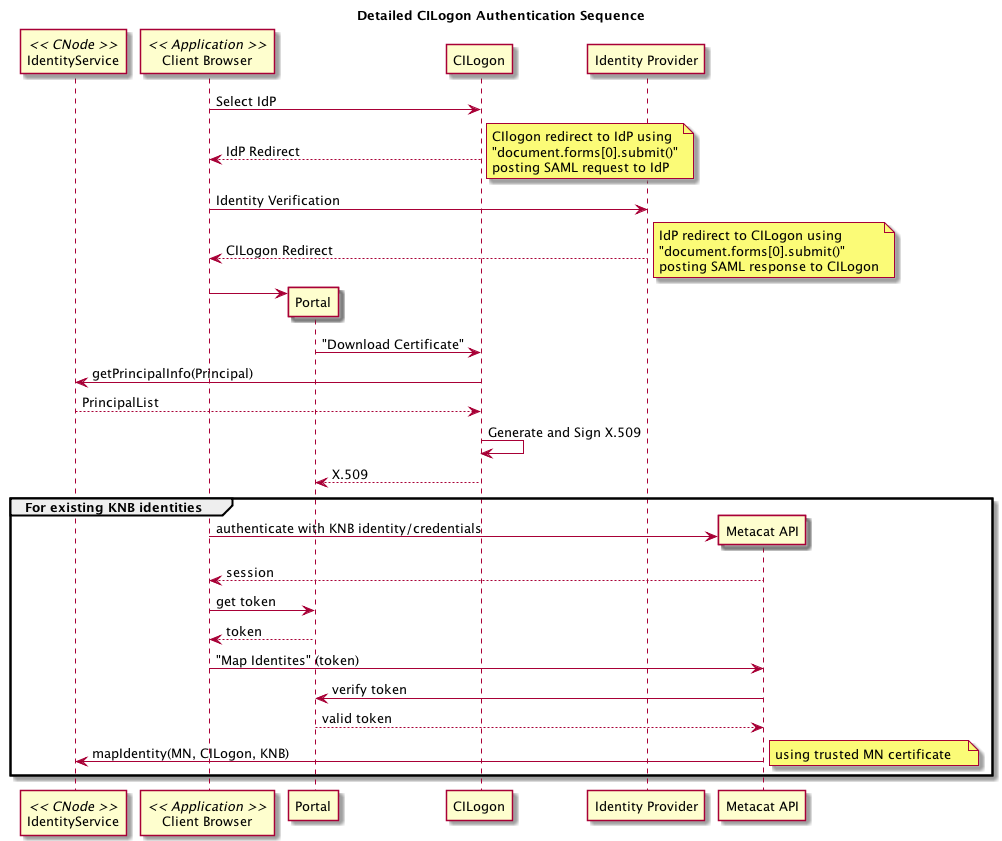 Detailed CILogon Authentication Sequence
<< CNode >>
IdentityService
<< Application >>
Client Browser
CILogon
Identity Provider
Select IdP
CIlogon redirect to IdP using
"document.forms[0].submit()"
posting SAML request to IdP
IdP Redirect
Identity Verification
IdP redirect to CILogon using
"document.forms[0].submit()"
posting SAML response to CILogon
CILogon Redirect
Portal
"Download Certificate"
getPrincipalInfo(Principal)
PrincipalList
Generate and Sign X.509
X.509
For existing KNB identities
authenticate with KNB identity/credentials
Metacat API
session
get token
token
"Map Identites" (token)
verify token
valid token
mapIdentity(MN, CILogon, KNB)
using trusted MN certificate
<< CNode >>
IdentityService
<< Application >>
Client Browser
Portal
CILogon
Identity Provider
Metacat API